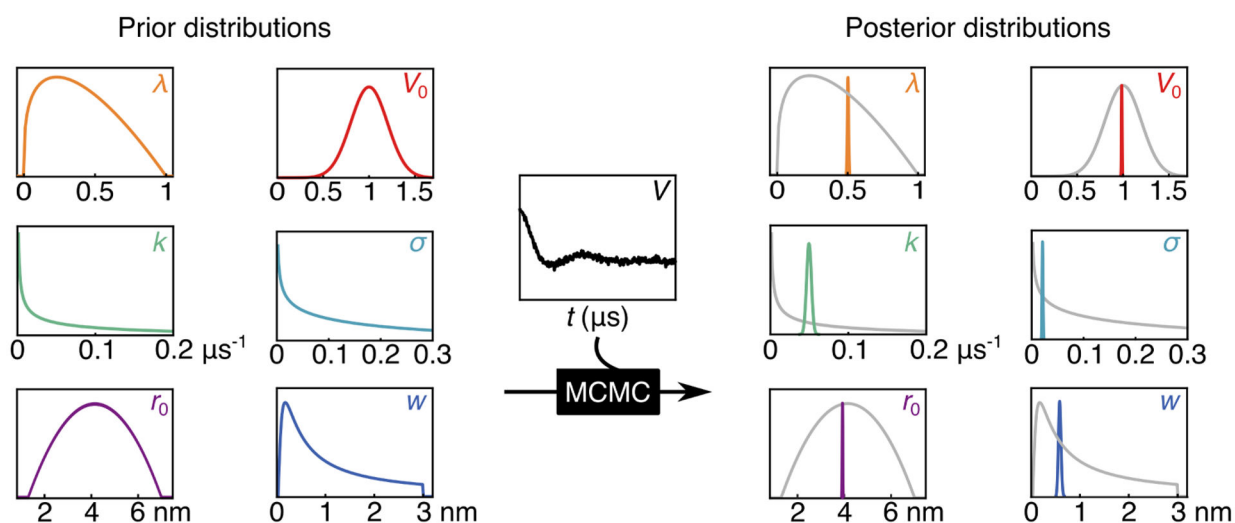 Prior distributions
Posterior distributions
λ
V₀
0 0.5 1
0 0.5 1 1.5
k
σ
0 0.1 0.2 µs⁻¹
0 0.1 0.2 0.3
r₀
w
2 4 6 nm
0 1 2 3 nm
V
t (µs)
MCMC
λ
V₀
0 0.5 1
0 0.5 1 1.5
k
σ
0 0.1 0.2 µs⁻¹
0 0.1 0.2 0.3
r₀
w
2 4 6 nm
0 1 2 3 nm